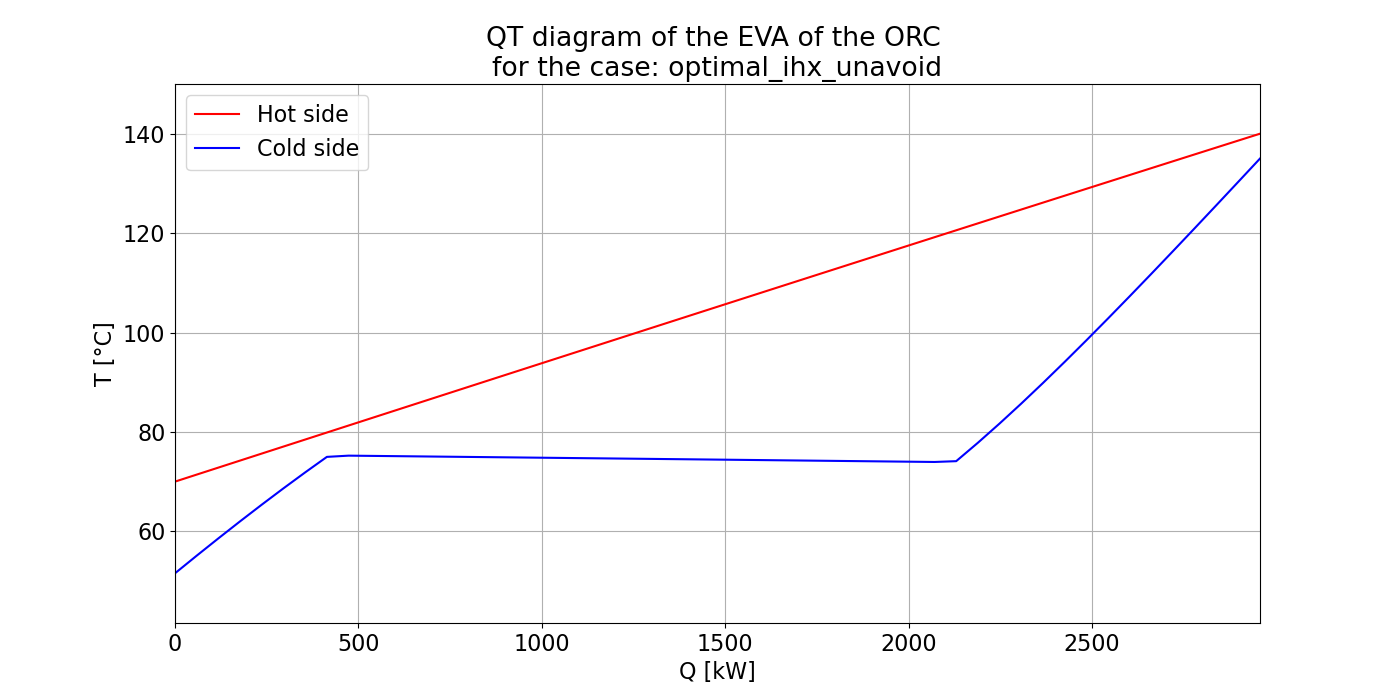 QT diagram of the EVA of the ORC
for the case: optimal_ihx_unavoid
Hot side
Cold side
T [°C]
140
120
100
80
60
0 500 1000 1500 2000 2500
Q [kW]